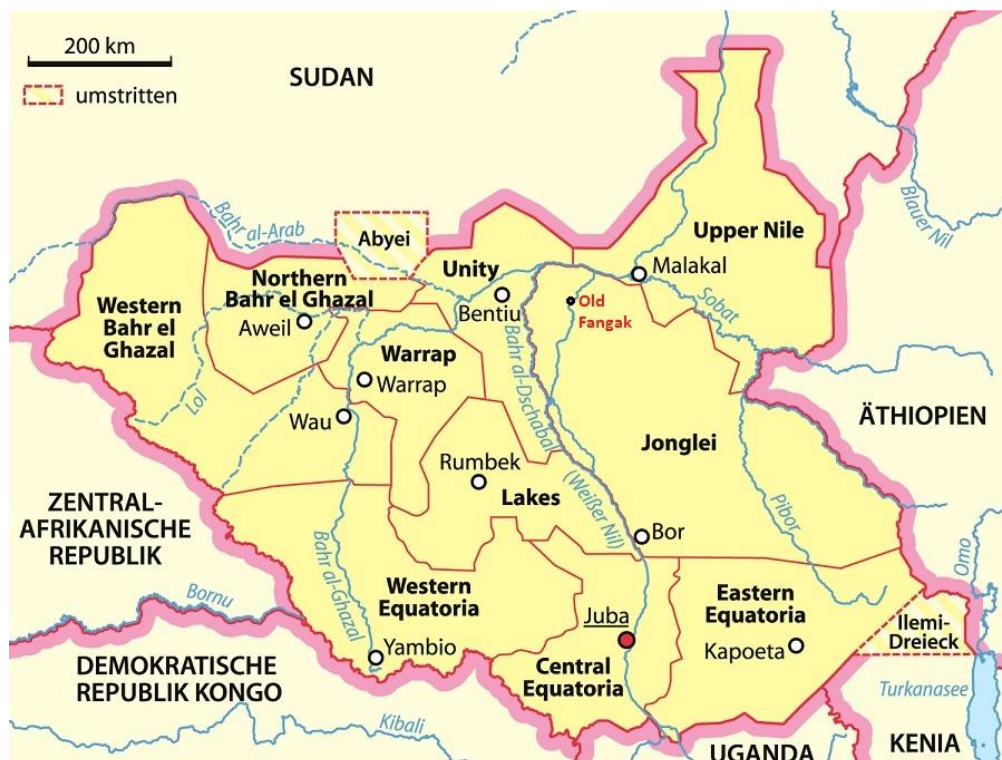 200 km
umstritten
SUDAN
Blauer Nil
Bahr al-Arab
Abyei
Upper Nile
Unity
Malakal
Northern
Bahr el Ghazal
Western
Bahr el
Ghazal
Aweil
Bentiu
Old
Fangak
Sobat
Warrap
Warrap
Bahr al-Dschabal
(Weißer Nil)
Lol
Wau
ÄTHIOPIEN
Jonglei
Rumbek
Lakes
ZENTRAL-
AFRIKANISCHE
REPUBLIK
Pibor
Bor
Omo
Bahr al-Ghazal
Western
Equatoria
Eastern
Equatoria
Bornu
Juba
Ilemi-
Dreieck
Yambio
Kapoeta
DEMOKRATISCHE
REPUBLIK KONGO
Central
Equatoria
Turkanasee
Kibali
UGANDA
KENIA